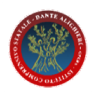 ISTITUTO COMPRENSIVO STATALE - DANTE ALIGHIERI -